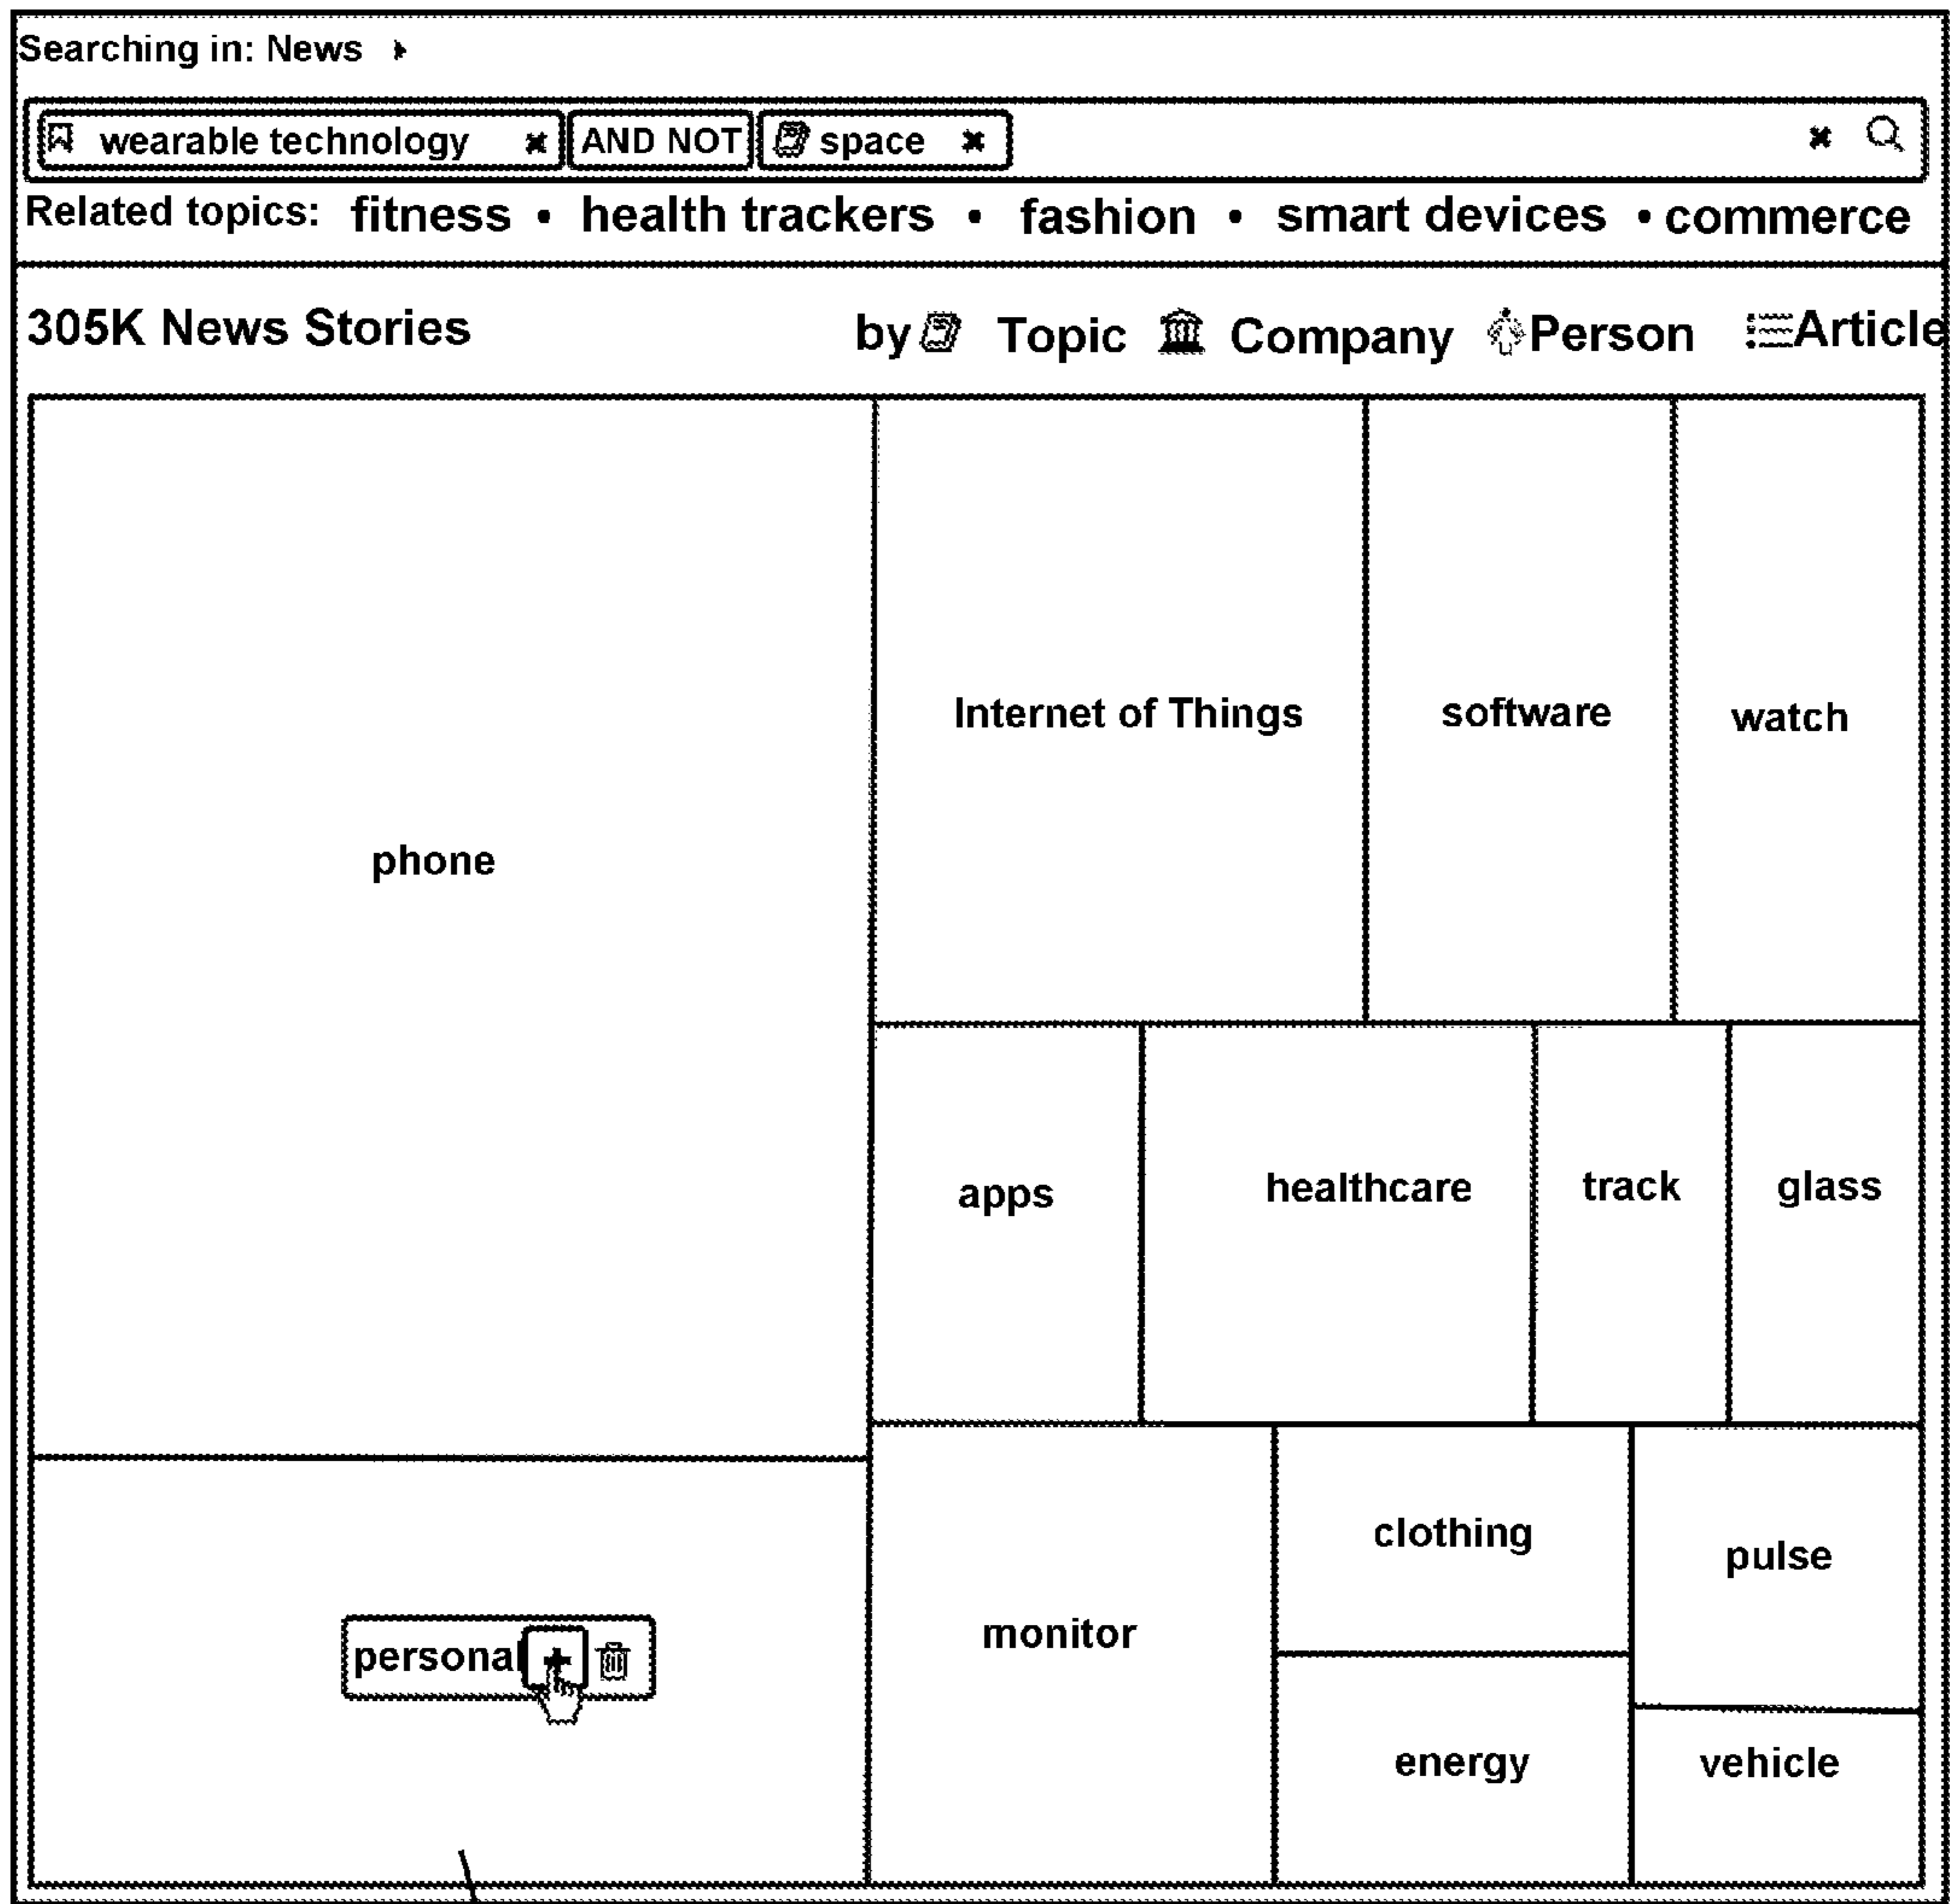 Searching in: News
wearable technology AND NOT space
Related topics: fitness • health trackers • fashion • smart devices • commerce
305K News Stories by Topic Company Person Article
Internet of Things software watch
phone
apps healthcare track glass
clothing
pulse
monitor
personal
energy vehicle